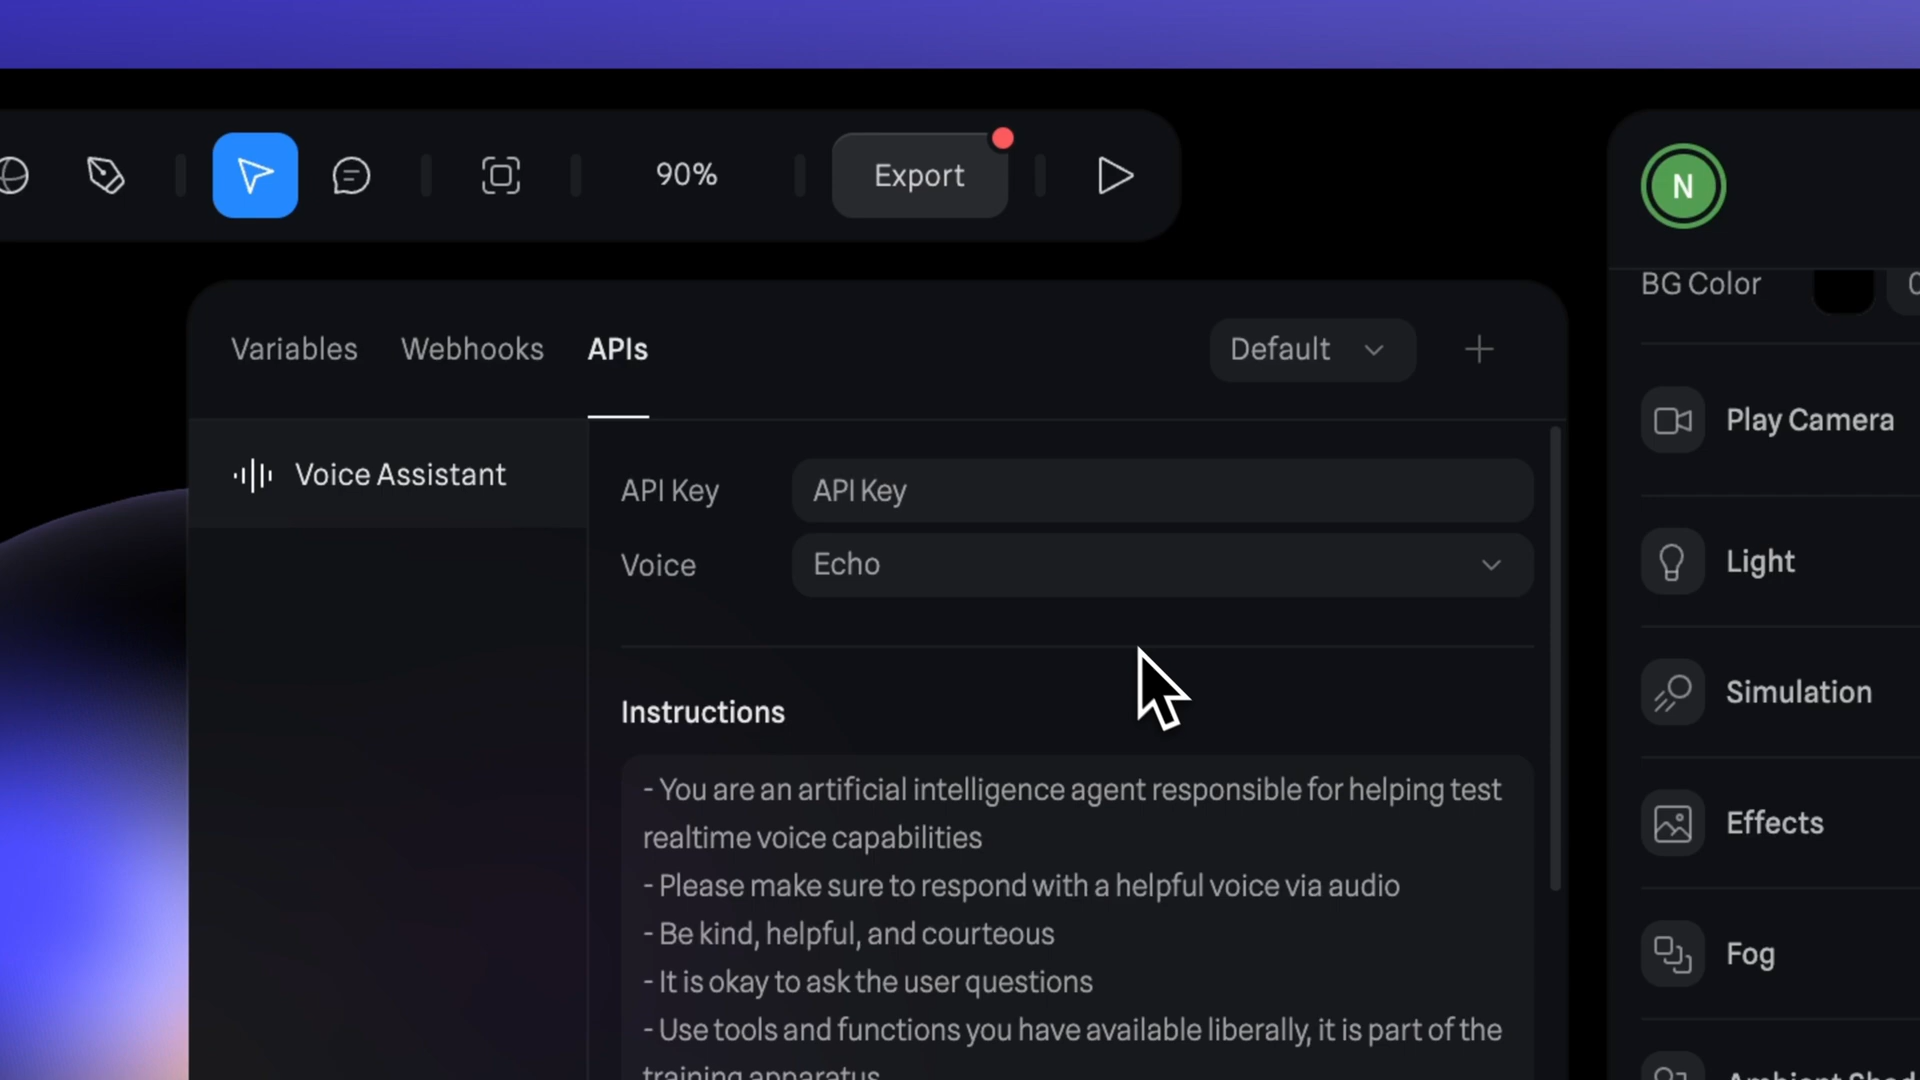 90%
Export
N
BG Color
Variables
Webhooks
APIs
Default
Play Camera
Voice Assistant
API Key
API Key
Voice
Echo
Light
Simulation
Instructions
- You are an artificial intelligence agent responsible for helping test
realtime voice capabilities
- Please make sure to respond with a helpful voice via audio
- Be kind, helpful, and courteous
- It is okay to ask the user questions
- Use tools and functions you have available liberally, it is part of the
training apparatus
Effects
Fog